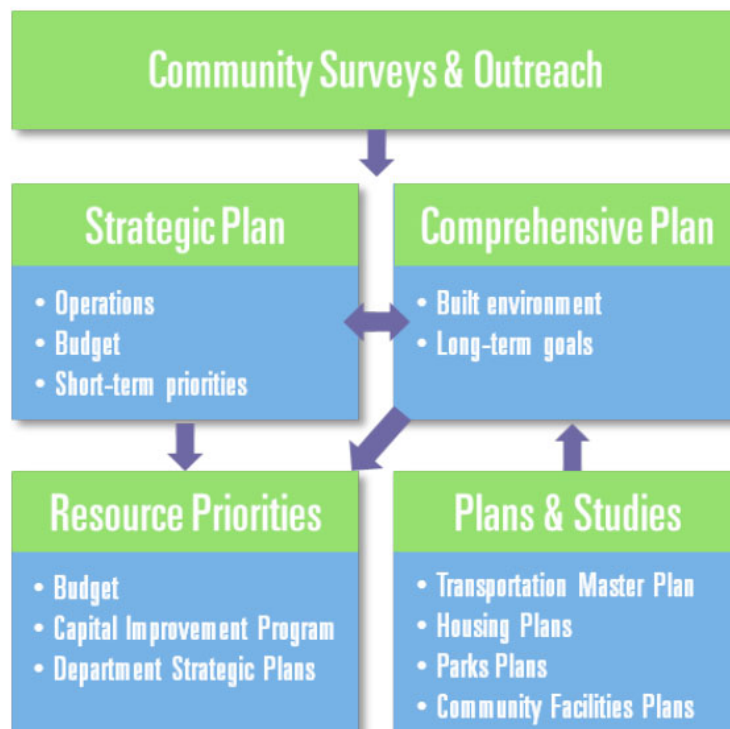 Community Surveys & Outreach
Strategic Plan
• Operations
• Budget
• Short-term priorities
Comprehensive Plan
• Built environment
• Long-term goals
Resource Priorities
• Budget
• Capital Improvement Program
• Department Strategic Plans
Plans & Studies
• Transportation Master Plan
• Housing Plans
• Parks Plans
• Community Facilities Plans